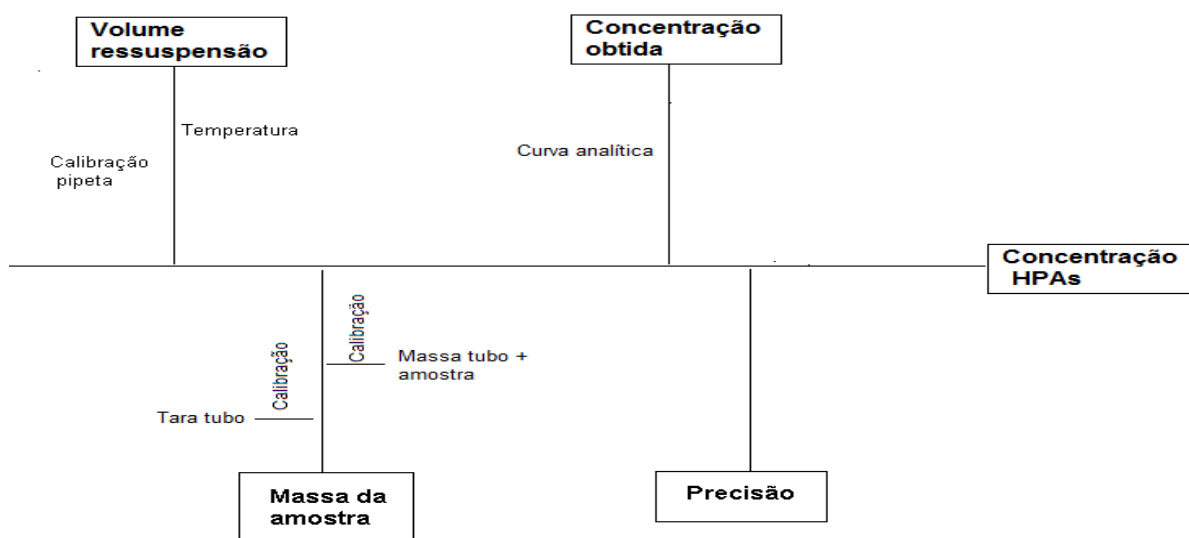 Volume
ressuspensão
Concentração
obtida
Temperatura
Calibração
pipeta
Curva analítica
Concentração
HPAs
Calibração
Calibração
Massa tubo +
amostra
Tara tubo
Massa da
amostra
Precisão